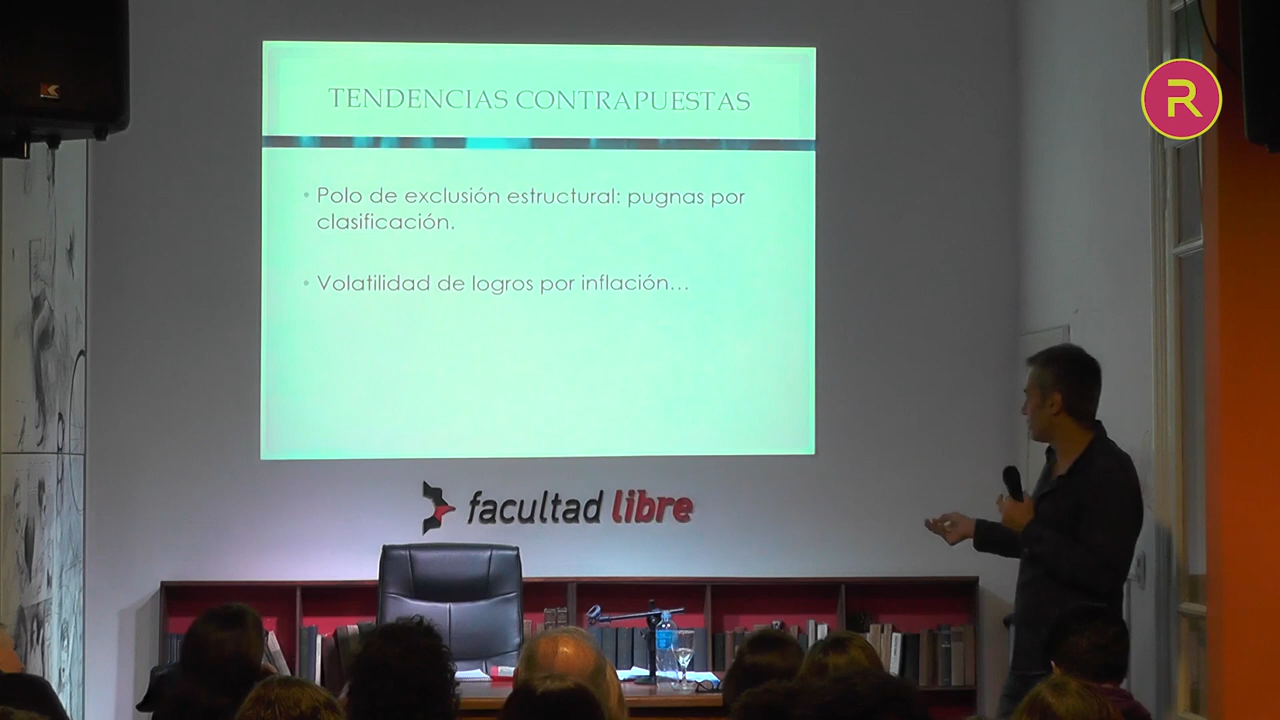 TENDENCIAS CONTRAPUESTAS
• Polo de exclusión estructural: pugnas por
clasificación.
• Volatilidad de logros por inflación...
facultad libre
R